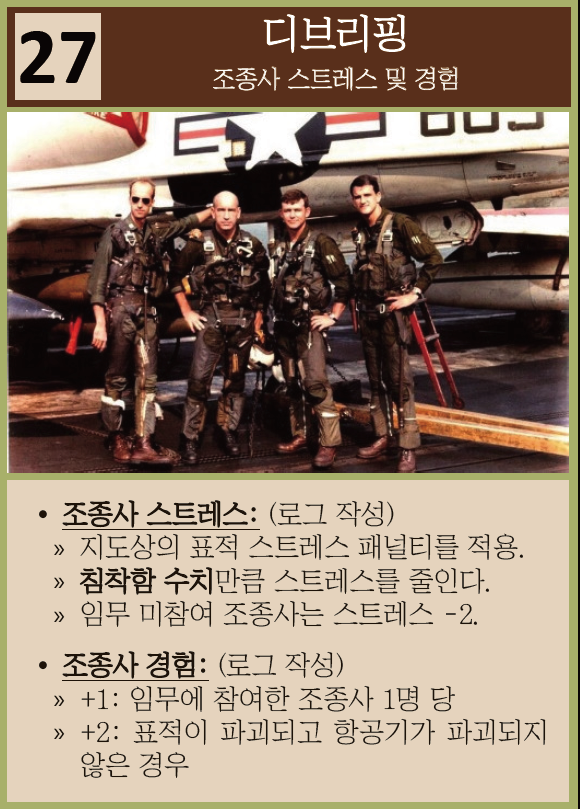 27
디브리핑
조종사 스트레스 및 경험
• 조종사 스트레스: (로그 작성)
» 지도상의 표적 스트레스 패널티를 적용.
» 침착함 수치만큼 스트레스를 줄인다.
» 임무 미참여 조종사는 스트레스 -2.
• 조종사 경험: (로그 작성)
» +1: 임무에 참여한 조종사 1명 당
» +2: 표적이 파괴되고 항공기가 파괴되지
않은 경우